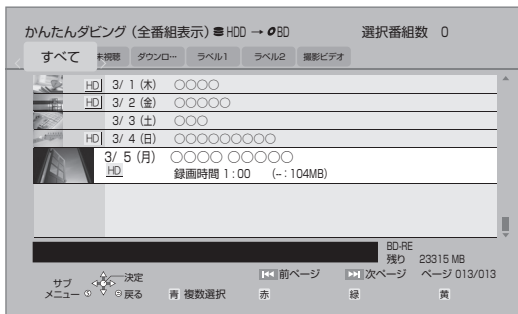 かんたんダビング (全番組表示) HDD → BD 選択番組数 0
すべて 未視聴 ダウンロ… ラベル1 ラベル2 撮影ビデオ
HD 3/ 1 (木) ○○○○
HD 3/ 2 (金) ○○○○○
3/ 3 (土) ○○○
HD 3/ 4 (日) ○○○○○○○○○
3/ 5 (月) ○○○○ ○○○○○
HD 録画時間 1:00 (-:104MB)
BD-RE
残り 23315 MB
サブメニュー S 決定 戻る 青 複数選択 赤 前ページ 緑 次ページ 黄 ページ 013/013